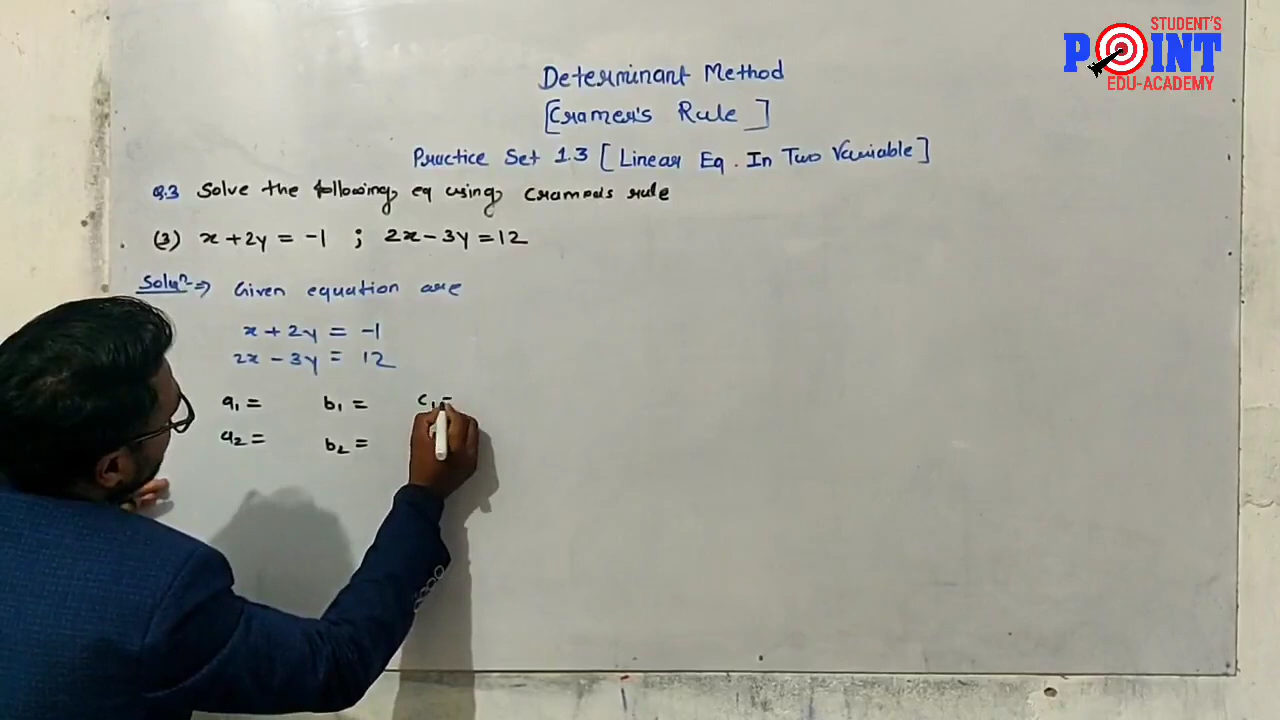 STUDENT'S
POINT
EDU-ACADEMY
Determinant Method
[Cramer's Rule]
Practice Set 1.3 [Linear Eq. In Two Variable]
Q.3 Solve the following eq using cramers rule
(3) x + 2y = -1 ; 2x - 3y = 12
Soluⁿ ⇒ Given equation are
x + 2y = -1
2x - 3y = 12
a₁ = b₁ = c₁ =
a₂ = b₂ =